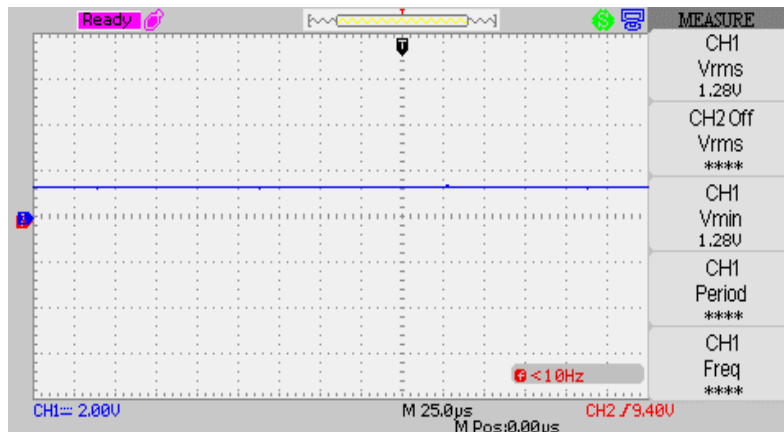 Ready
T
MEASURE
CH1
Vrms
1.28V
CH2 Off
Vrms
****
CH1
Vmin
1.28V
CH1
Period
****
CH1
Freq
****
f <10Hz
CH1 2.00V
M 25.0µs
CH2 9.40V
M Pos:0.00µs